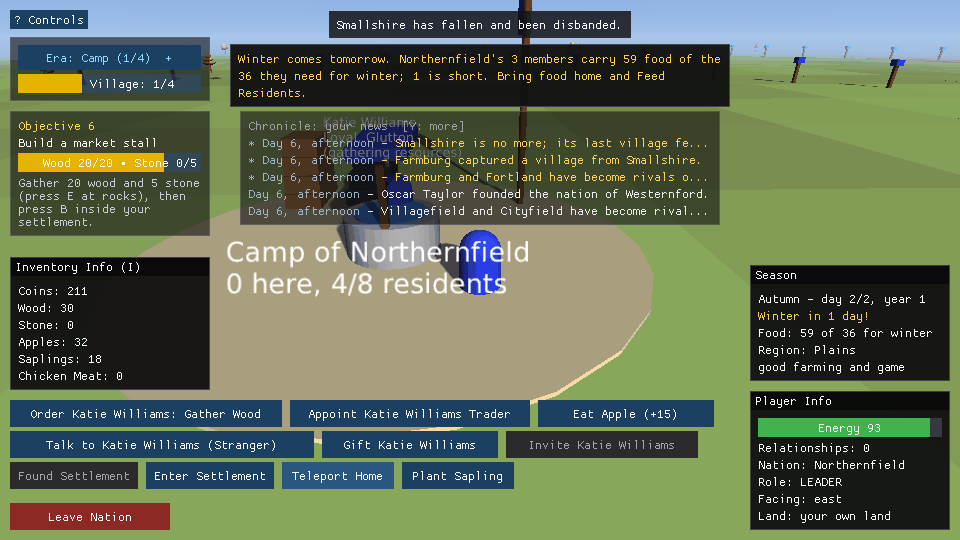 ? Controls
Smallshire has fallen and been disbanded.
Era: Camp (1/4) +
Village: 1/4
Winter comes tomorrow. Northernfield's 3 members carry 59 food of the
36 they need for winter; 1 is short. Bring food home and Feed
Residents.
Objective 6
Build a market stall
Wood 20/20 • Stone 0/5
Gather 20 wood and 5 stone
(press E at rocks), then
press B inside your
settlement.
Katie Williams
Loyal, Glutton
(gathering resources)
Chronicle: your news [Y: more]
* Day 6, afternoon – Smallshire is no more; its last village fe...
* Day 6, afternoon – Farmburg captured a village from Smallshire.
* Day 6, afternoon – Farmburg and Fortland have become rivals o...
Day 6, afternoon – Oscar Taylor founded the nation of Westernford.
Day 6, afternoon – Villagefield and Cityfield have become rival...
Camp of Northernfield
0 here, 4/8 residents
Inventory Info (I)
Coins: 211
Wood: 30
Stone: 0
Apples: 32
Saplings: 18
Chicken Meat: 0
Season
Autumn – day 2/2, year 1
Winter in 1 day!
Food: 59 of 36 for winter
Region: Plains
good farming and game
Player Info
Energy 93
Relationships: 0
Nation: Northernfield
Role: LEADER
Facing: east
Land: your own land
Order Katie Williams: Gather Wood
Appoint Katie Williams Trader
Eat Apple (+15)
Talk to Katie Williams (Stranger)
Gift Katie Williams
Invite Katie Williams
Found Settlement
Enter Settlement
Teleport Home
Plant Sapling
Leave Nation